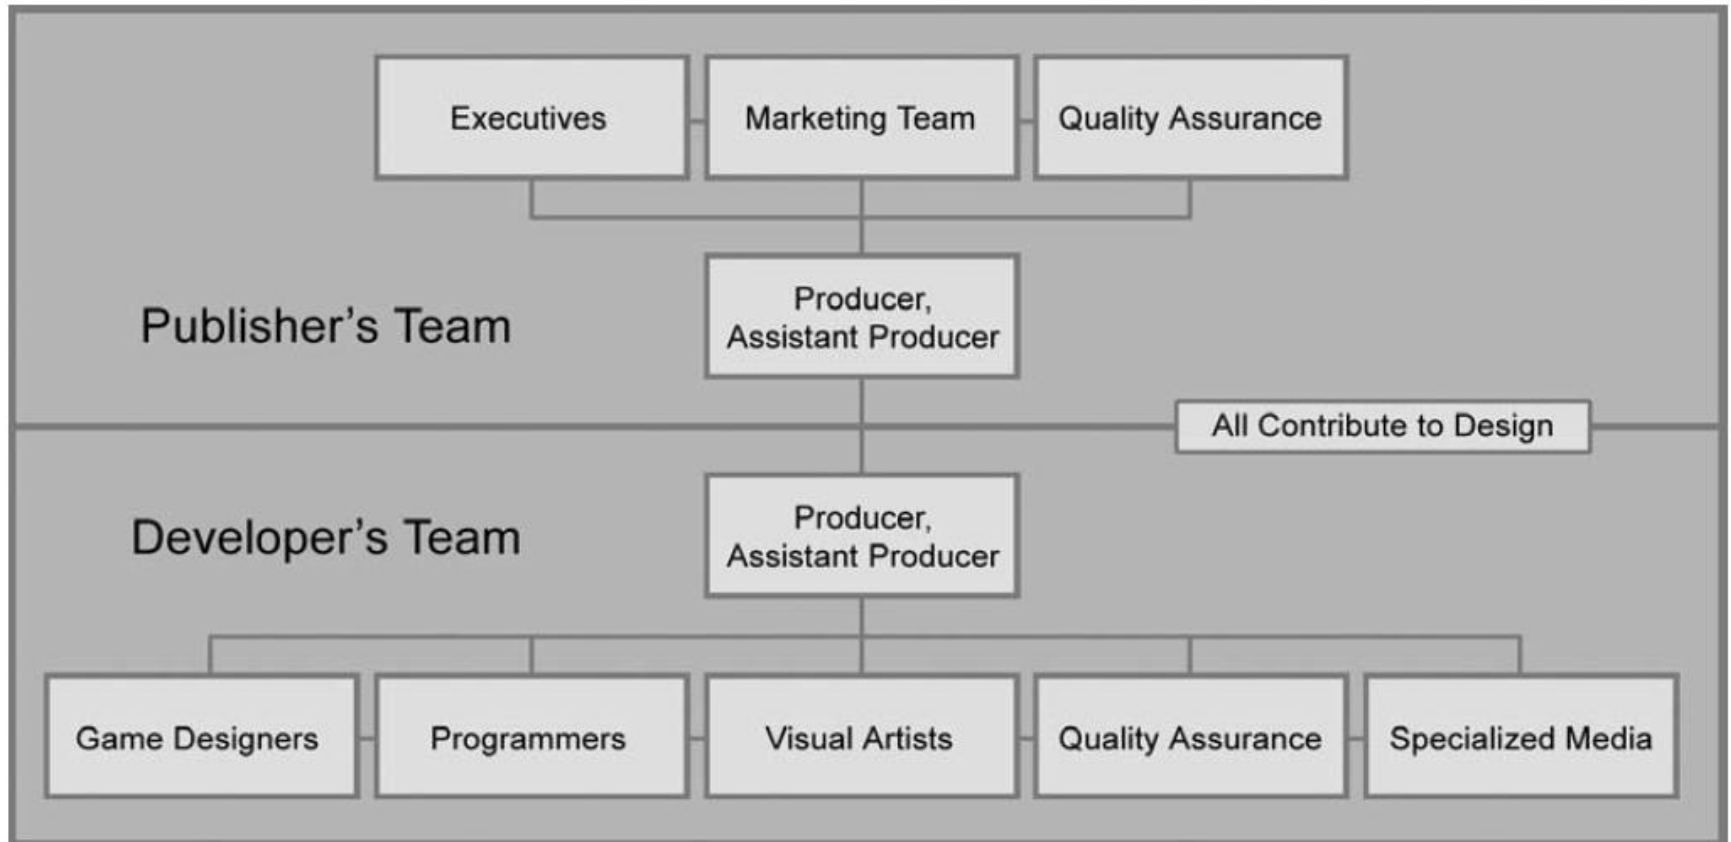 Executives
Marketing Team
Quality Assurance
Producer,
Assistant Producer
Publisher’s Team
All Contribute to Design
Producer,
Assistant Producer
Developer’s Team
Game Designers
Programmers
Visual Artists
Quality Assurance
Specialized Media